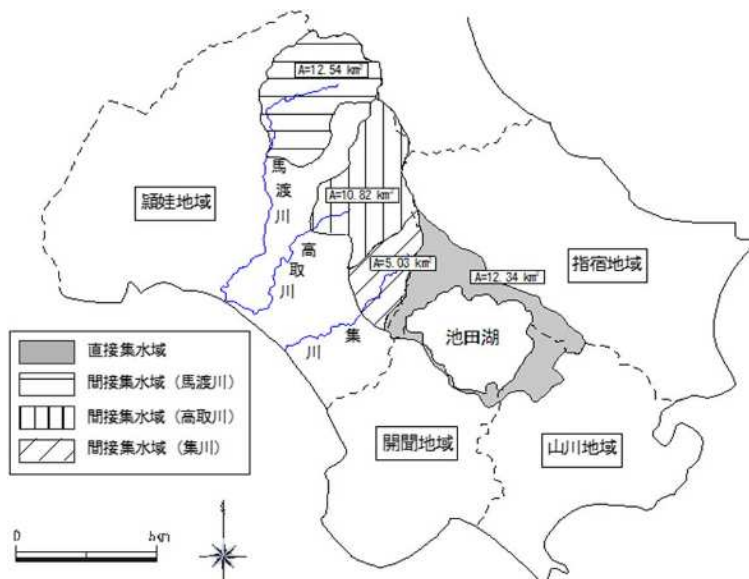 A=12.54 km²
馬渡川
A=10.82 km²
頴娃地域
高取川
A=5.03 km²
A=12.34 km²
指宿地域
集川
池田湖
直接集水域
間接集水域（馬渡川）
間接集水域（高取川）
間接集水域（集川）
開聞地域
山川地域
0
km